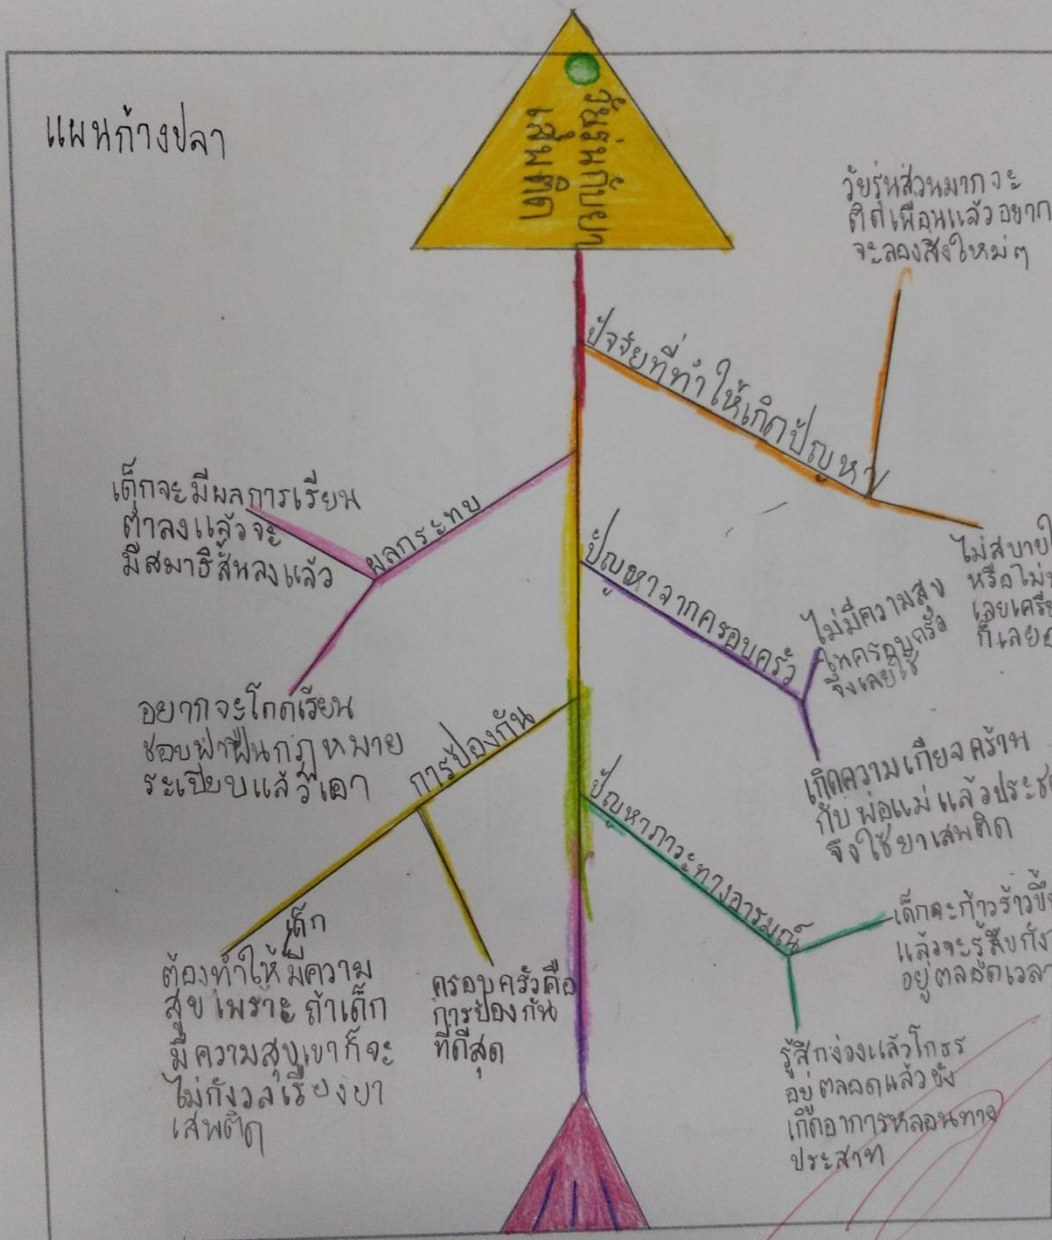 แผนก้างปลา
วัยรุ่นกับยา
เสพติด
วัยรุ่นส่วนมากจะ
ติดเพื่อนแล้วอยาก
จะลองสิ่งใหม่ๆ
ปัจจัยที่ทำให้เกิดปัญหา
ไม่สบายใ
หรือไม่
เลยเครี
ก็เลย
ผลกระทบ
เด็กจะมีผลการเรียน
ต่ำลงแล้วจะ
มีสมาธิสั้นลงแล้ว
อยากจะโดดเรียน
ชอบฝ่าฝืนกฎหมาย
ระเบียบแล้วเอา
ปัญหาจากครอบครัว
ไม่มีความสุข
ในครอบครัว
จึงเลยใช้
เกิดความเกียจคร้าน
กับพ่อแม่แล้วประช
จึงใช้ยาเสพติด
การป้องกัน
เด็ก
ต้องทำให้มีความ
สุขเพราะถ้าเด็ก
มีความสุขเขาก็จะ
ไม่กังวลเรื่องยา
เสพติด
ครอบครัวคือ
การป้องกัน
ที่ดีสุด
ปัญหาภาวะทางอารมณ์
เด็กจะก้าวร้าวขึ้น
แล้วจะรู้สึกกัง
อยู่ตลอดเวลา
รู้สึกง่วงแล้วโกรธ
อยู่ตลอดแล้วยัง
เกิดอาการหลอนทาง
ประสาท